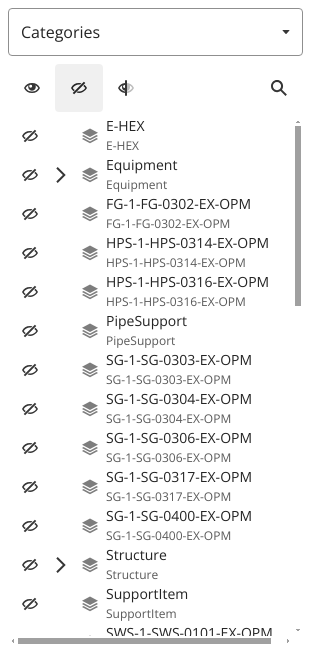 Categories
E-HEX
E-HEX
Equipment
Equipment
FG-1-FG-0302-EX-OPM
FG-1-FG-0302-EX-OPM
HPS-1-HPS-0314-EX-OPM
HPS-1-HPS-0314-EX-OPM
HPS-1-HPS-0316-EX-OPM
HPS-1-HPS-0316-EX-OPM
PipeSupport
PipeSupport
SG-1-SG-0303-EX-OPM
SG-1-SG-0303-EX-OPM
SG-1-SG-0304-EX-OPM
SG-1-SG-0304-EX-OPM
SG-1-SG-0306-EX-OPM
SG-1-SG-0306-EX-OPM
SG-1-SG-0317-EX-OPM
SG-1-SG-0317-EX-OPM
SG-1-SG-0400-EX-OPM
SG-1-SG-0400-EX-OPM
Structure
Structure
SupportItem
SupportItem
SWS-1-SWS-0101-EX-OPM